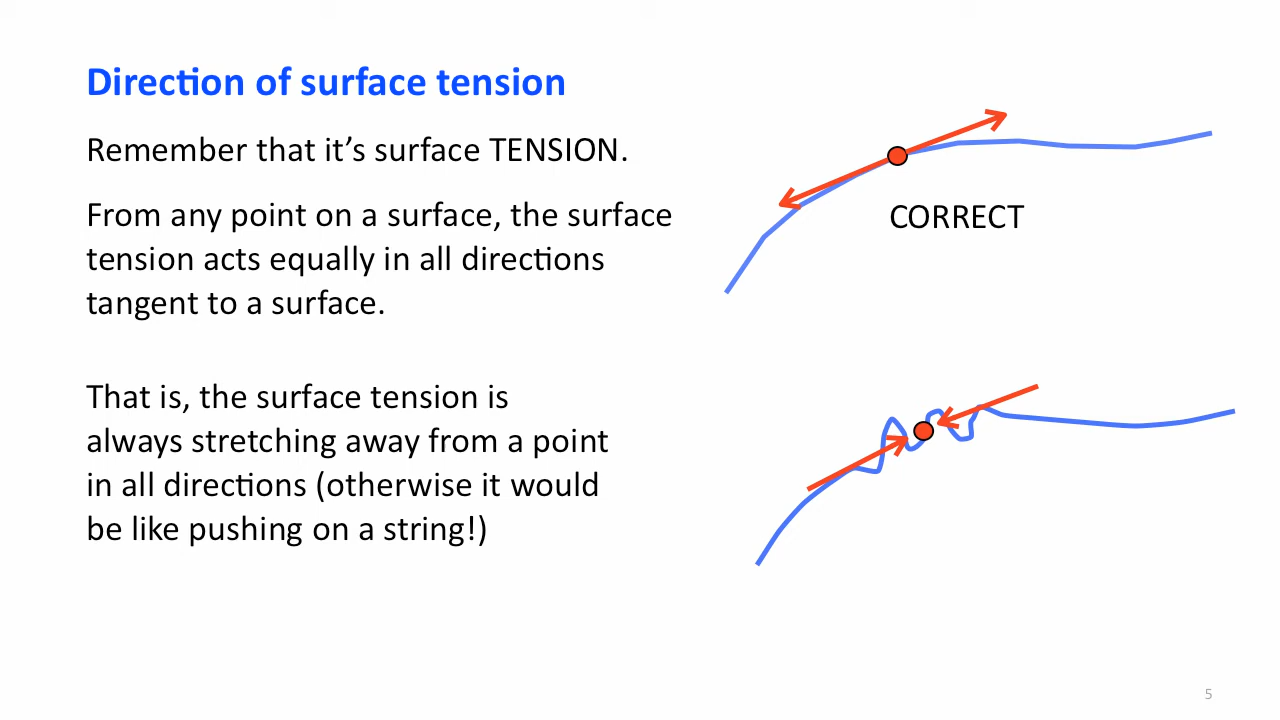 Direction of surface tension
Remember that it’s surface TENSION.
From any point on a surface, the surface
tension acts equally in all directions
tangent to a surface.
That is, the surface tension is
always stretching away from a point
in all directions (otherwise it would
be like pushing on a string!)
CORRECT
5